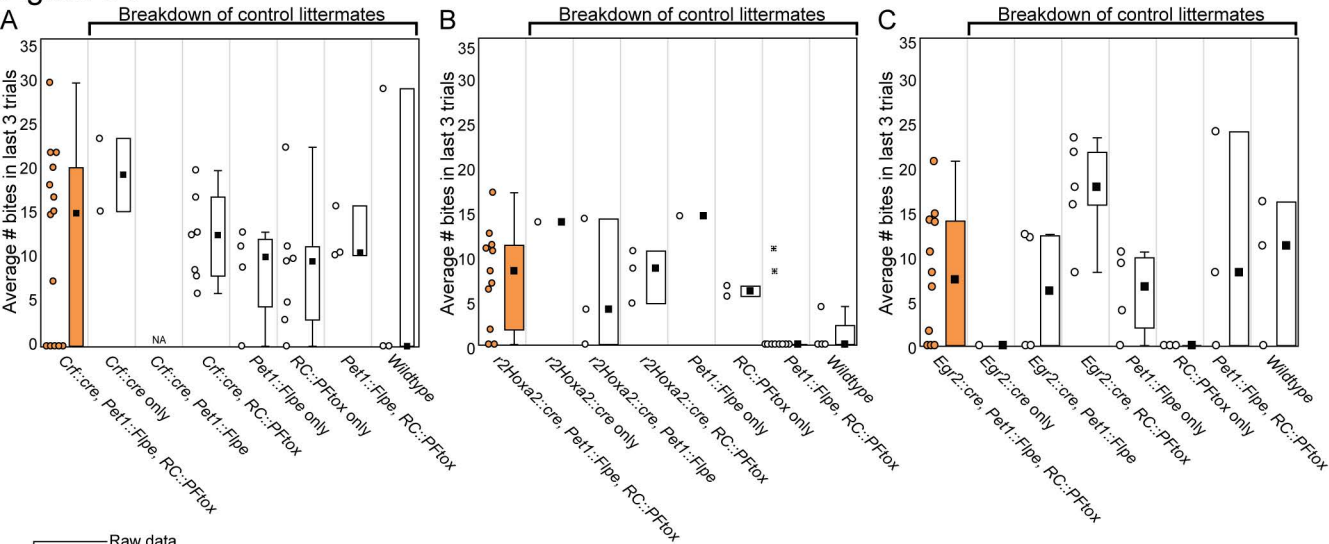 A
Breakdown of control littermates
Average # bites in last 3 trials
35
30
25
20
15
10
5
0
NA
Crf::cre, Pet1::Flpe, RC::PFtox
Crf::cre only
Crf::cre, Pet1::Flpe
Crf::cre, RC::PFtox
Pet1::Flpe only
RC::PFtox only
Pet1::Flpe, RC::PFtox
Wildtype
B
Breakdown of control littermates
Average # bites in last 3 trials
35
30
25
20
15
10
5
0
r2Hoxa2::cre, Pet1::Flpe, RC::PFtox
r2Hoxa2::cre only
r2Hoxa2::cre, Pet1::Flpe
r2Hoxa2::cre, RC::PFtox
Pet1::Flpe only
RC::PFtox only
Pet1::Flpe, RC::PFtox
Wildtype
C
Breakdown of control littermates
Average # bites in last 3 trials
35
30
25
20
15
10
5
0
Egr2::cre, Pet1::Flpe, RC::PFtox
Egr2::cre only
Egr2::cre, Pet1::Flpe
Egr2::cre, RC::PFtox
Pet1::Flpe only
RC::PFtox only
Pet1::Flpe, RC::PFtox
Wildtype
Raw data